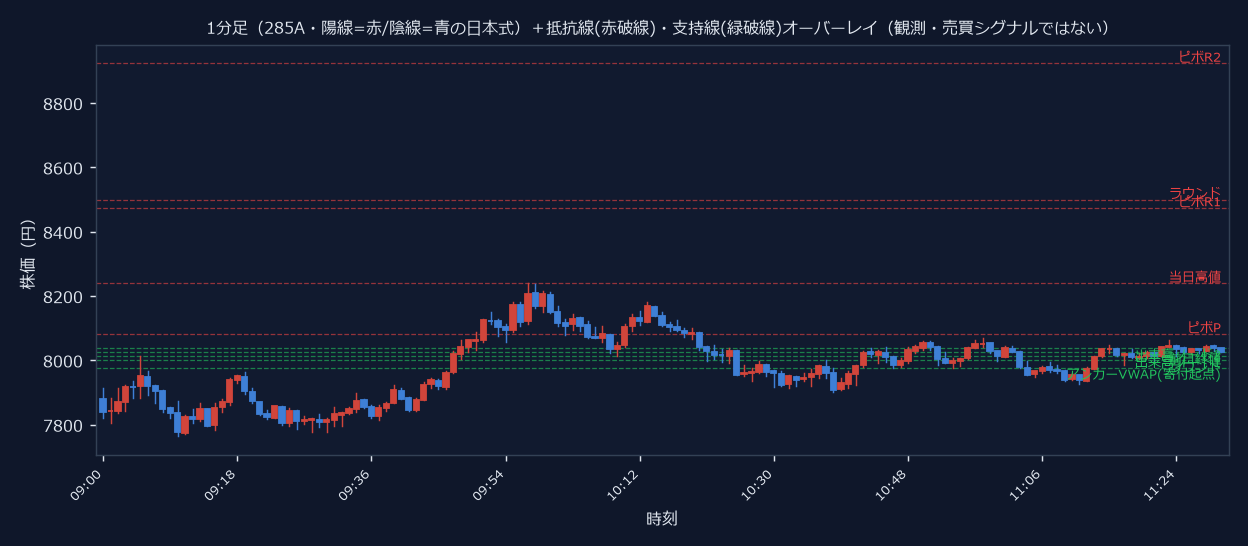 1分足（285A・陽線=赤/陰線=青の日本式）＋抵抗線(赤破線)・支持線(緑破線)オーバーレイ（観測・売買シグナルではない）
ピボR2
8800
8600
ラウンド
ピボR1
8400
当日高値
8200
ピボP
8000
アンカーVWAP(寄付起点)
7800
株価（円）
09:00
09:18
09:36
09:54
10:12
10:30
10:48
11:06
11:24
時刻